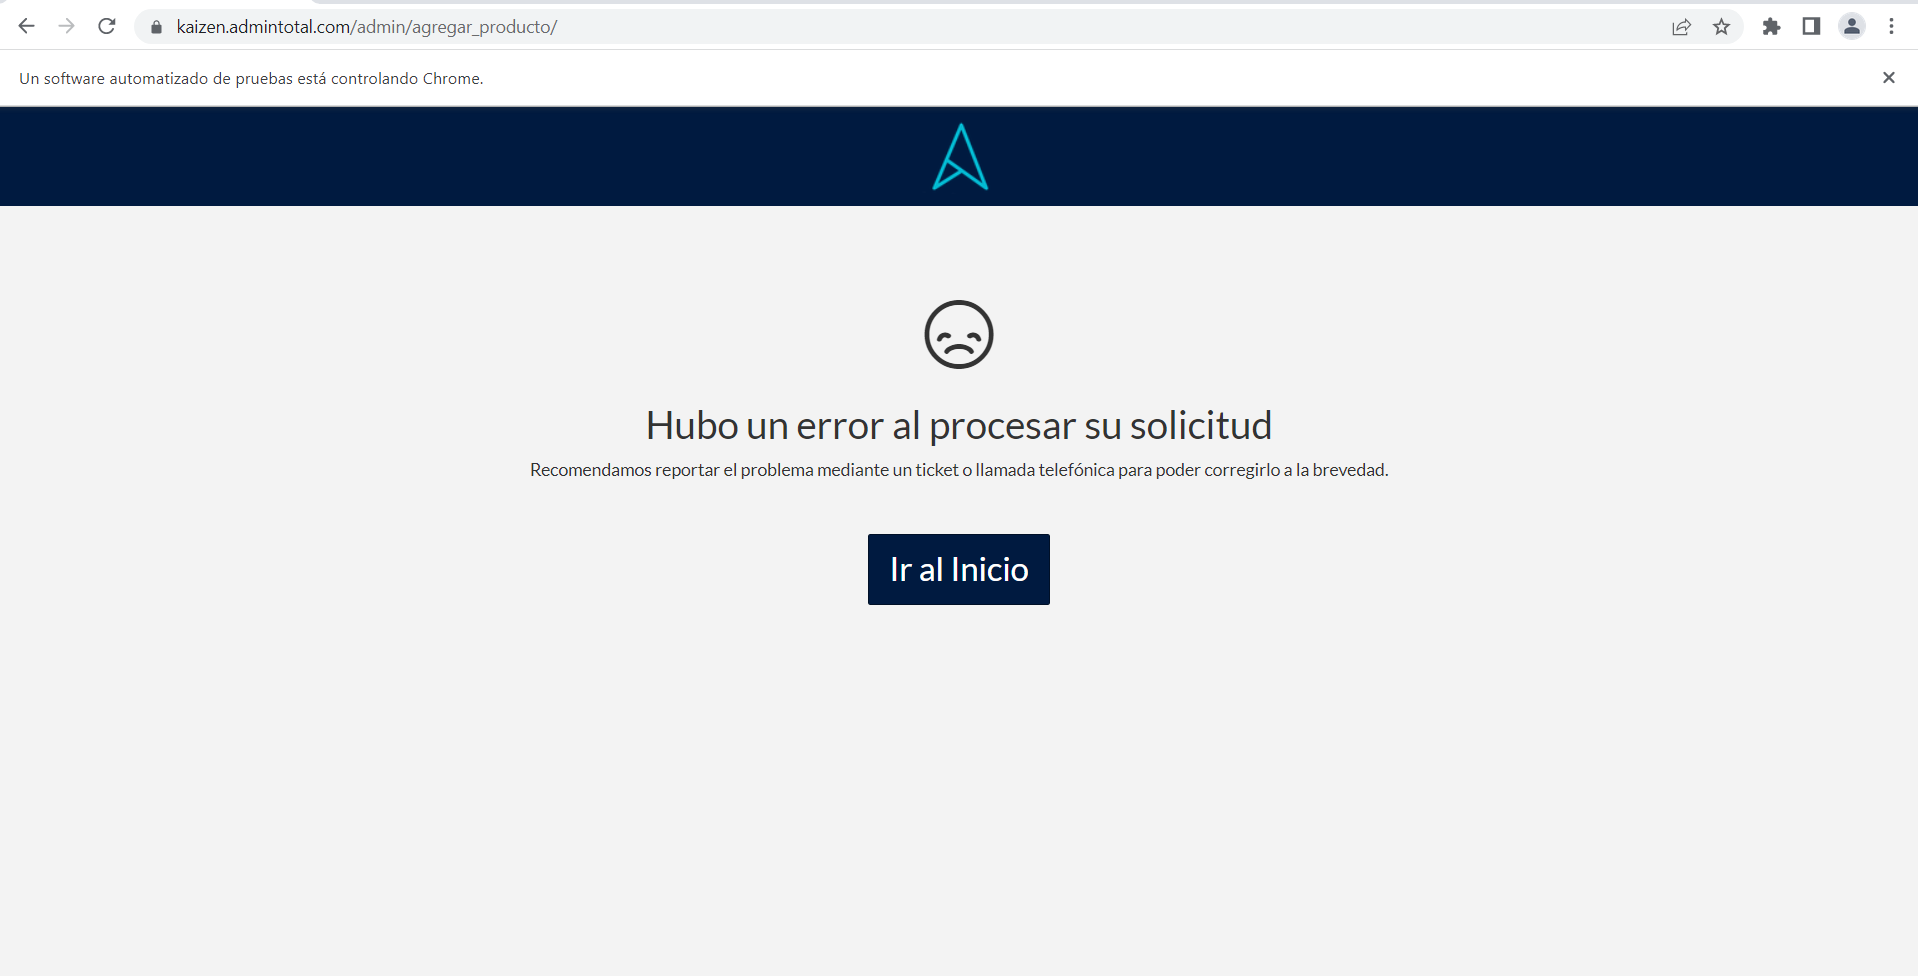 kaizen.admintotal.com/admin/agregar_producto/
Un software automatizado de pruebas está controlando Chrome.
Hubo un error al procesar su solicitud
Recomendamos reportar el problema mediante un ticket o llamada telefónica para poder corregirlo a la brevedad.
Ir al Inicio